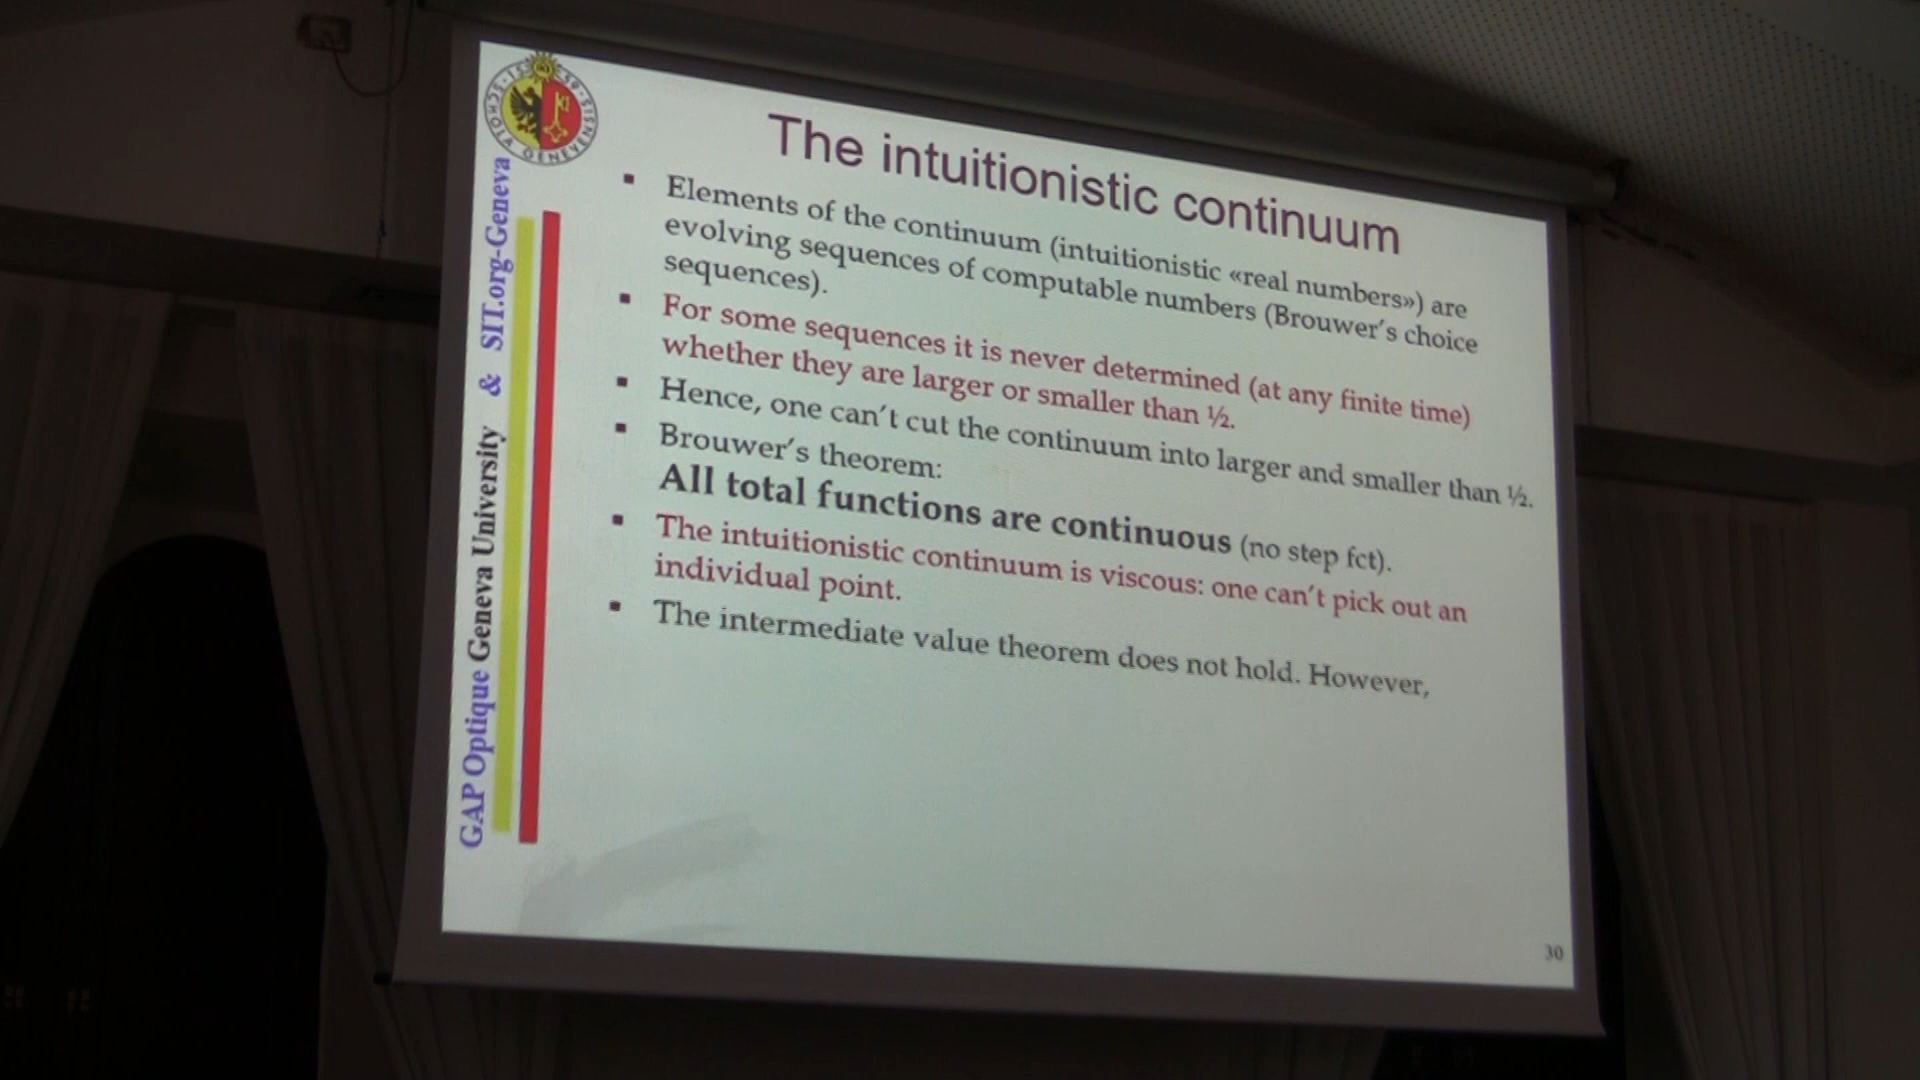 SCHOLA GENEVENSIS 1559
GAP Optique Geneva University & SIT.org-Geneva
The intuitionistic continuum
▪ Elements of the continuum (intuitionistic «real numbers») are
evolving sequences of computable numbers (Brouwer's choice
sequences).
▪ For some sequences it is never determined (at any finite time)
whether they are larger or smaller than ½.
▪ Hence, one can't cut the continuum into larger and smaller than ½.
▪ Brouwer's theorem:
All total functions are continuous (no step fct).
▪ The intuitionistic continuum is viscous: one can't pick out an
individual point.
▪ The intermediate value theorem does not hold. However,
30